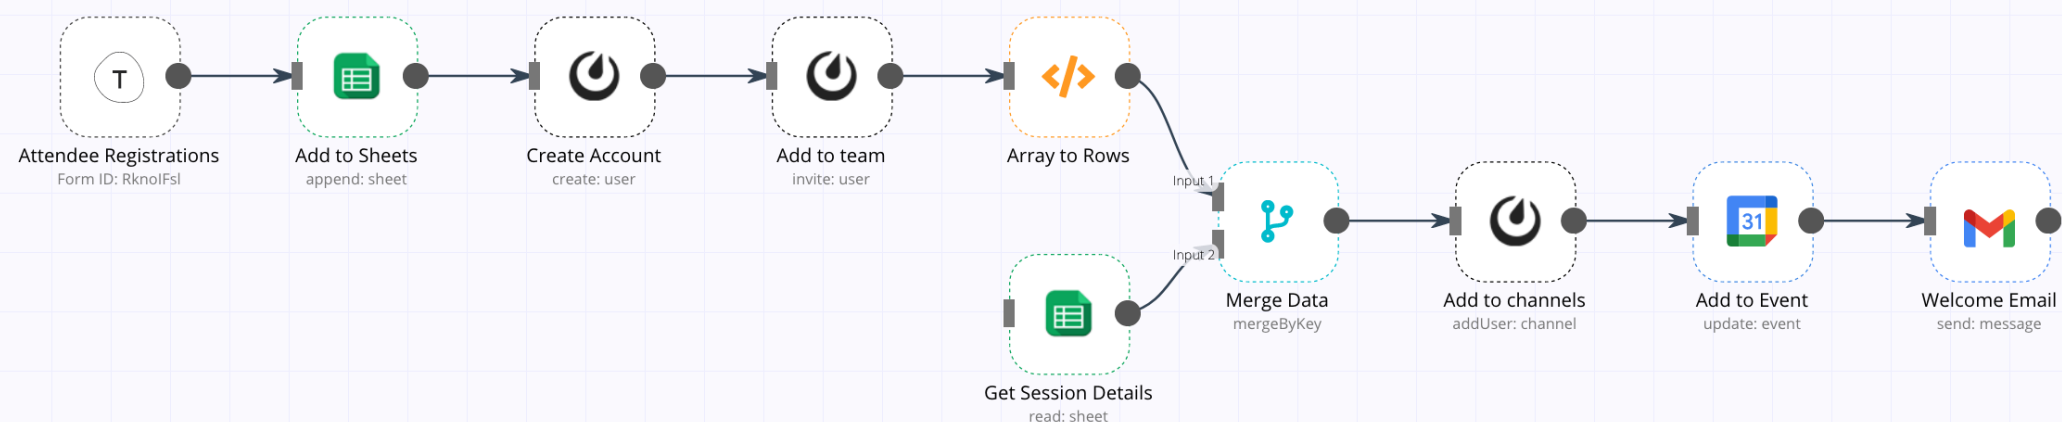 T
Attendee Registrations
Form ID: RknoIFsl
Add to Sheets
append: sheet
Create Account
create: user
Add to team
invite: user
Array to Rows
Input 1
Input 2
Get Session Details
read: sheet
Merge Data
mergeByKey
Add to channels
addUser: channel
31
Add to Event
update: event
Welcome Email
send: message